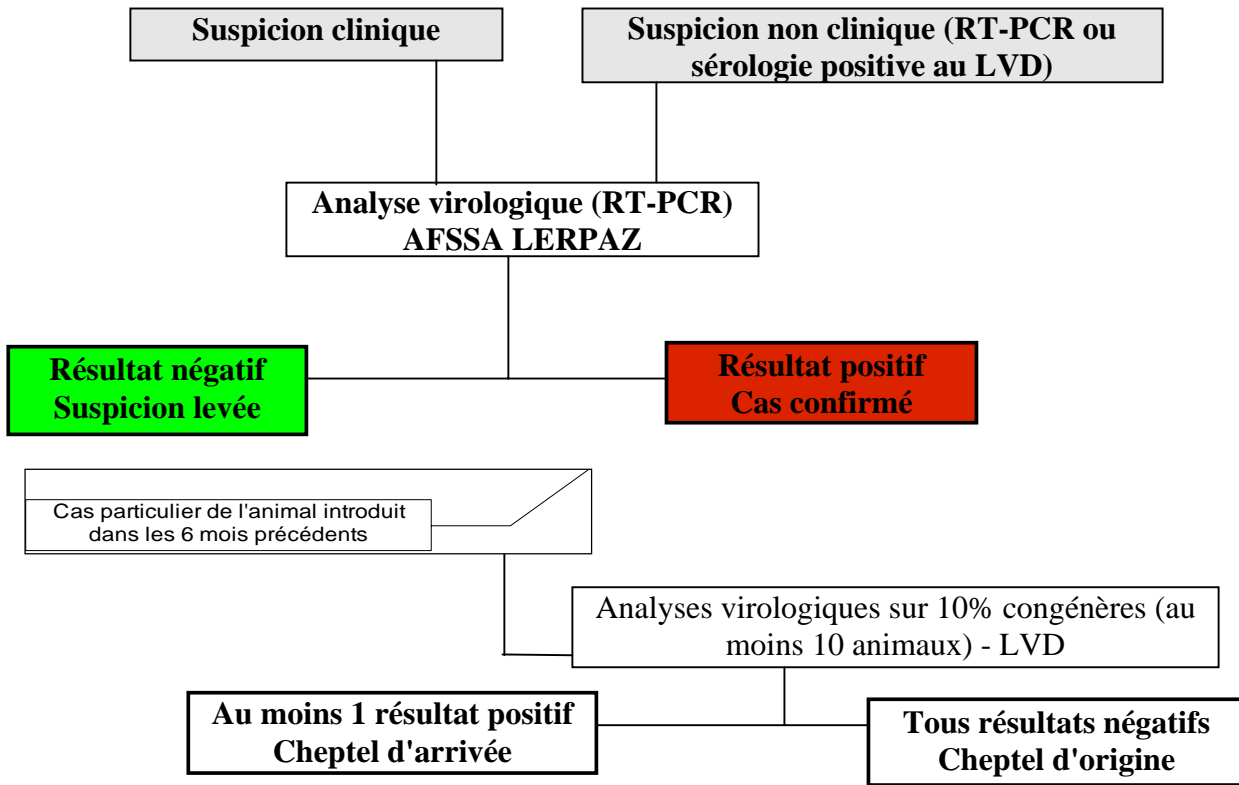 Suspicion clinique
Suspicion non clinique (RT-PCR ou
sérologie positive au LVD)
Analyse virologique (RT-PCR)
AFSSA LERPAZ
Résultat négatif
Suspicion levée
Résultat positif
Cas confirmé
Cas particulier de l'animal introduit
dans les 6 mois précédents
Analyses virologiques sur 10% congénères (au
moins 10 animaux) - LVD
Au moins 1 résultat positif
Cheptel d'arrivée
Tous résultats négatifs
Cheptel d'origine